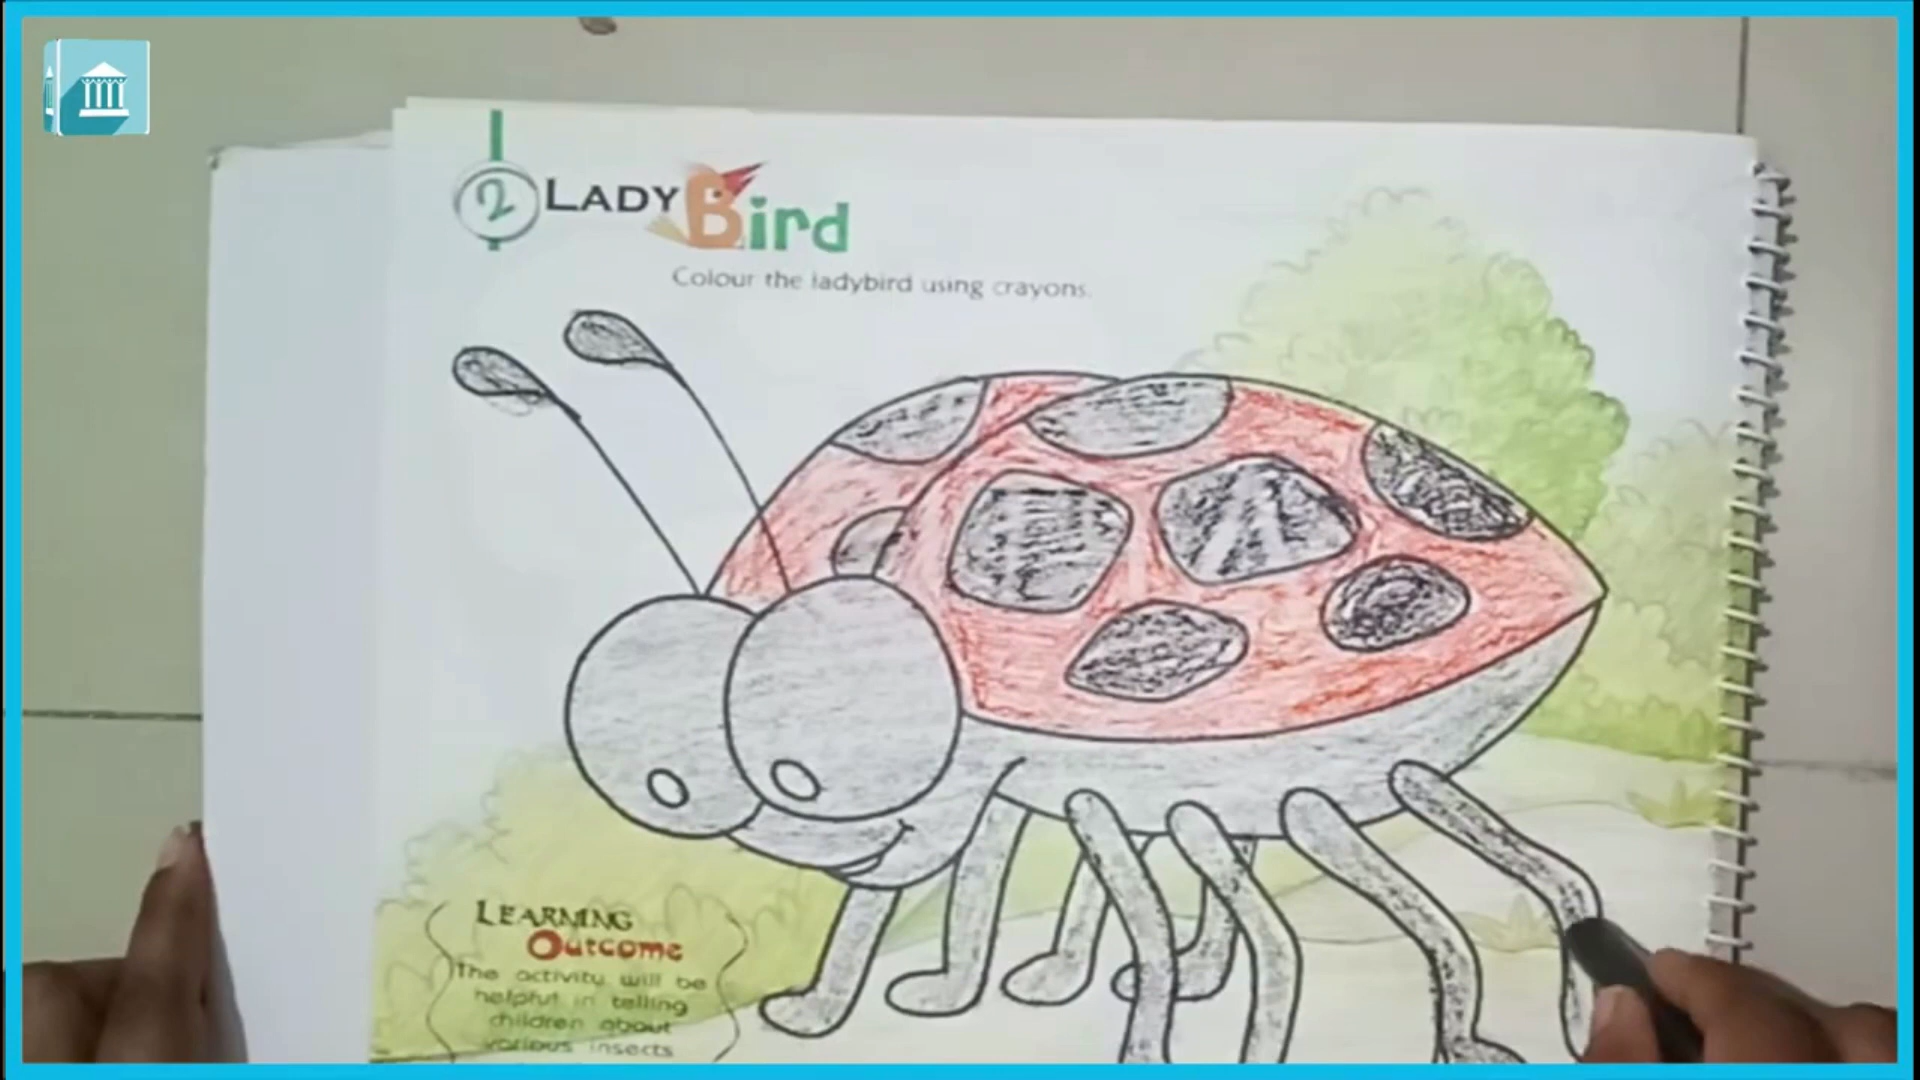 2 LADY Bird
Colour the ladybird using crayons.
LEARNING
Outcome
The activity will be
helpful in telling
children about
various insects